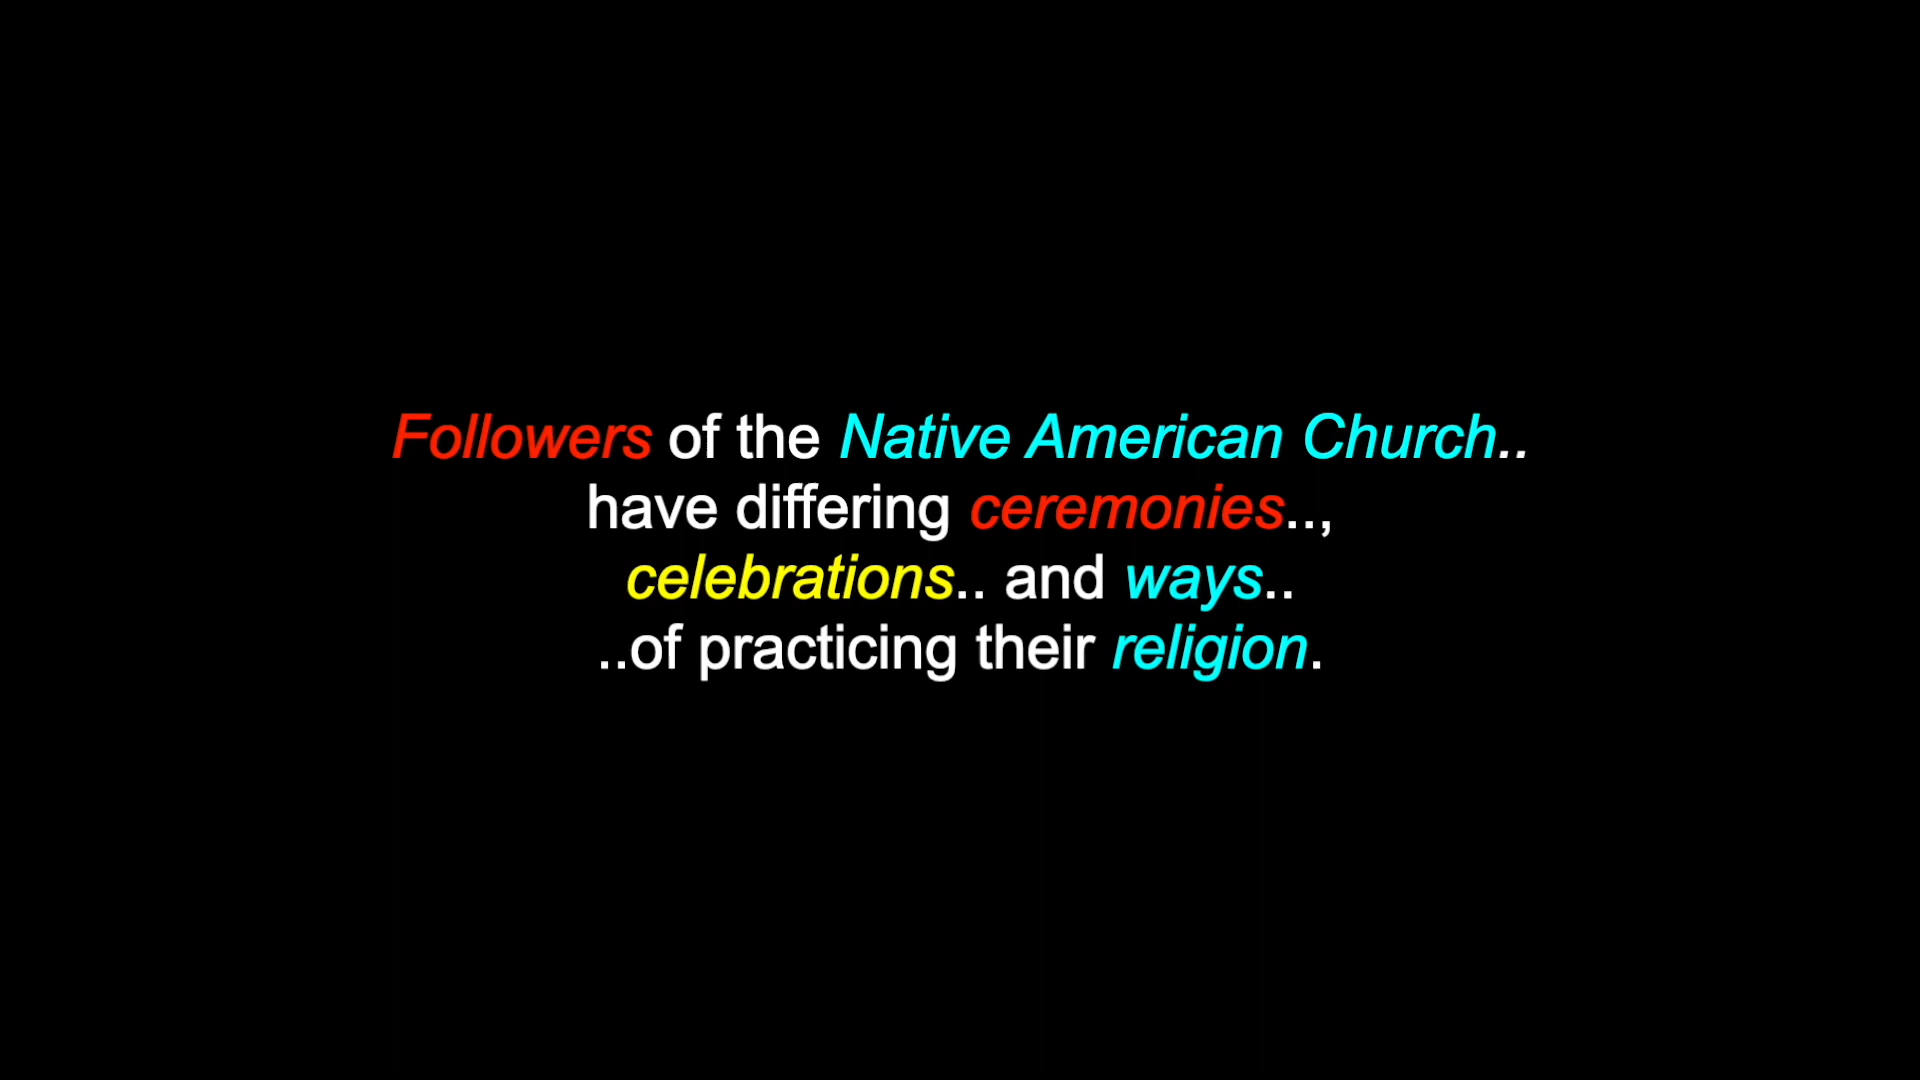 Followers of the Native American Church..
have differing ceremonies..,
celebrations.. and ways..
..of practicing their religion.